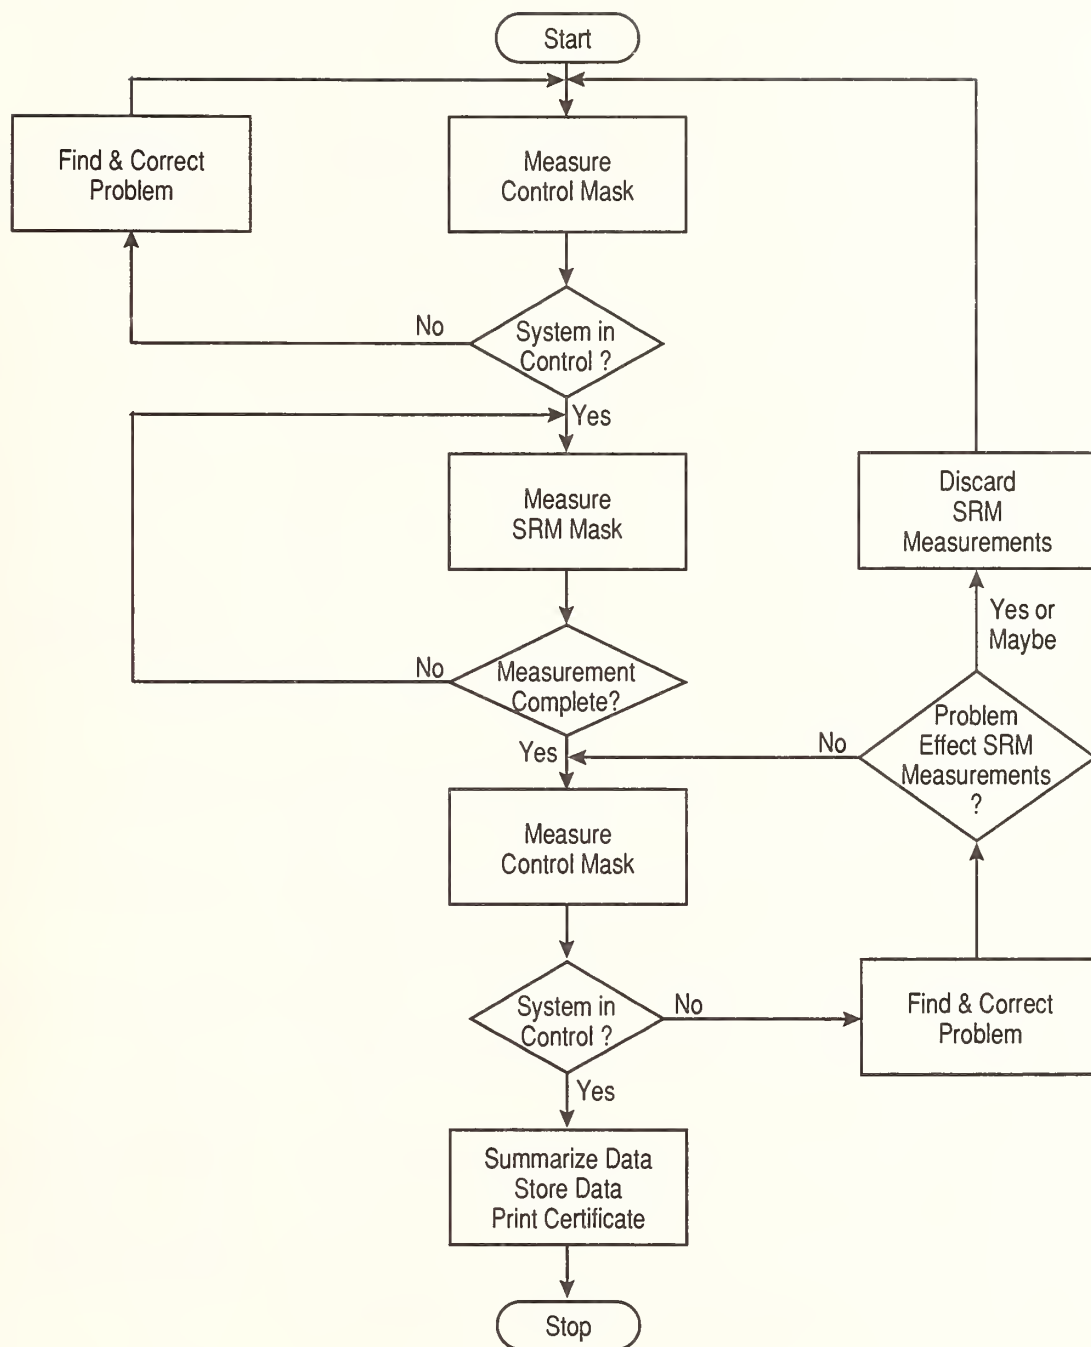 Start
Find & Correct
Problem
Measure
Control Mask
No
System in
Control ?
Yes
Measure
SRM Mask
Discard
SRM
Measurements
Yes or
Maybe
No
Measurement
Complete?
Yes
No
Problem
Effect SRM
Measurements
?
Measure
Control Mask
System in
Control ?
No
Find & Correct
Problem
Yes
Summarize Data
Store Data
Print Certificate
Stop